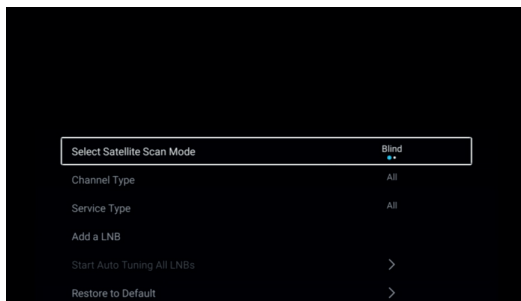 Select Satellite Scan Mode Blind
Channel Type All
Service Type All
Add a LNB
Start Auto Tuning All LNBs
Restore to Default